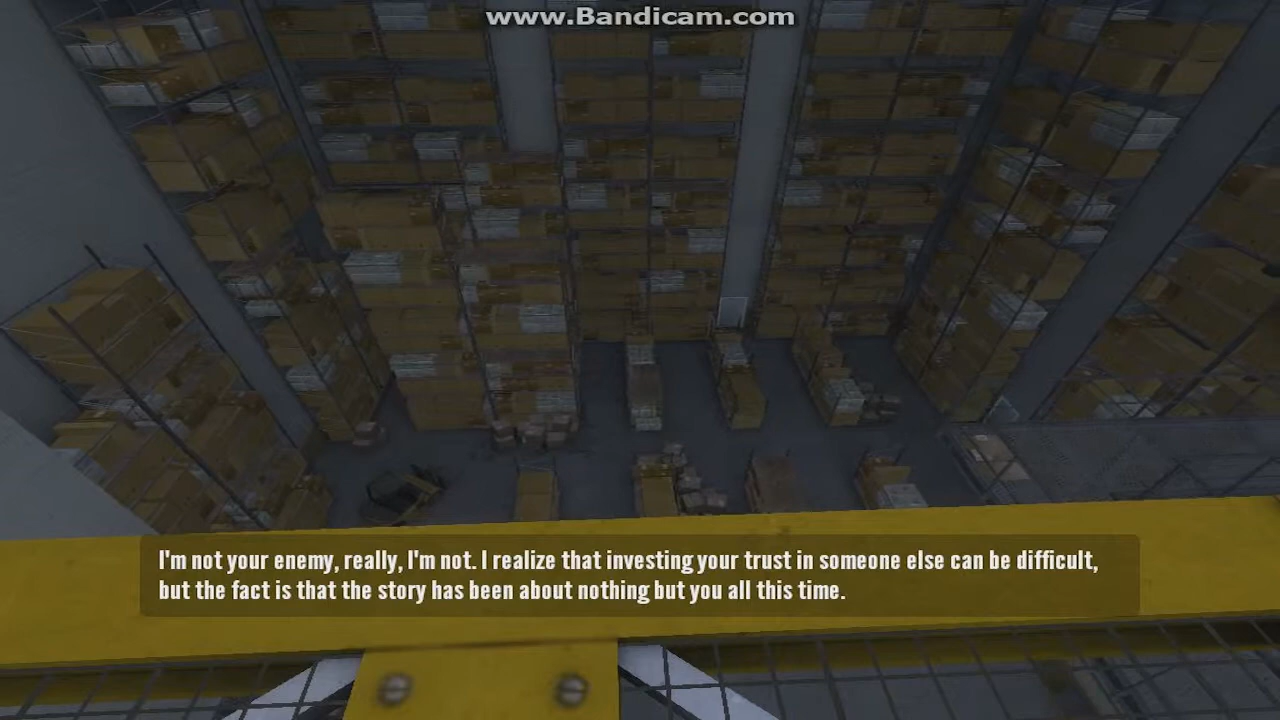 www.Bandicam.com
I'm not your enemy, really, I'm not. I realize that investing your trust in someone else can be difficult,
but the fact is that the story has been about nothing but you all this time.